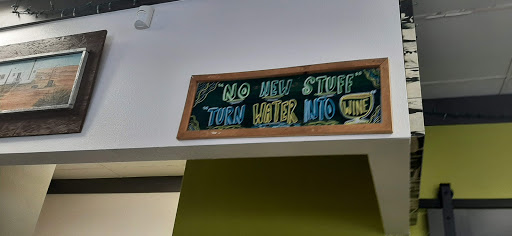 "NO NEW STUFF"
"TURN WATER INTO WINE"